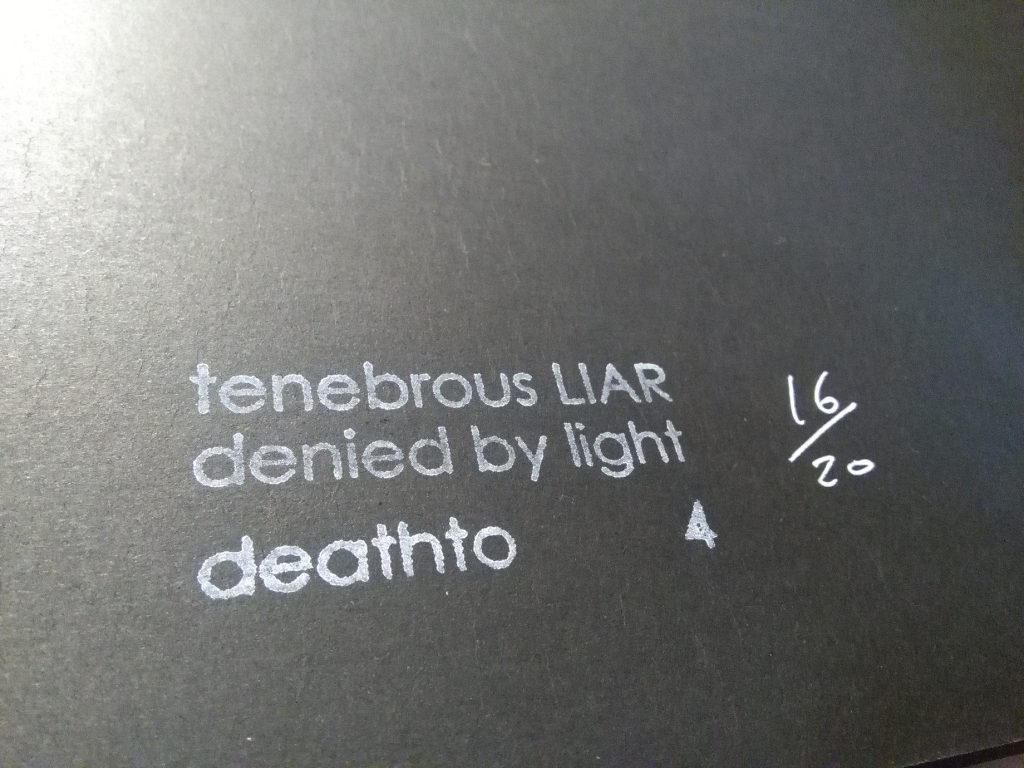 tenebrous LIAR
denied by light
deathto 4
16/20